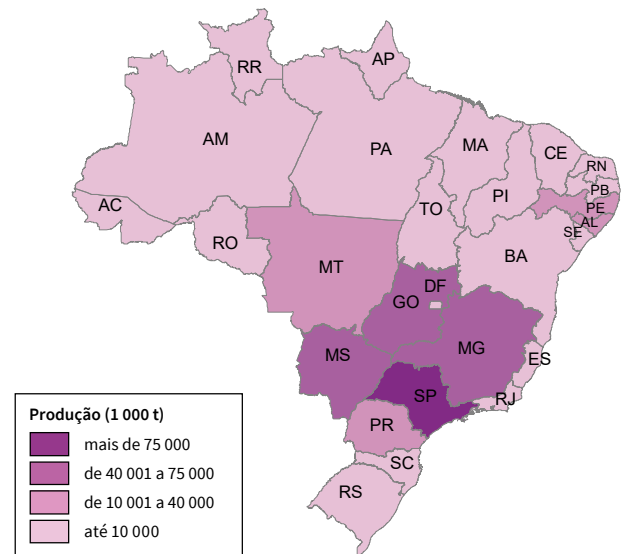 RR
AP
AM
PA
MA
CE
RN
PB
PE
AL
SE
PI
TO
AC
RO
BA
MT
DF
GO
MG
ES
MS
SP
RJ
PR
SC
RS
Produção (1 000 t)
mais de 75 000
de 40 001 a 75 000
de 10 001 a 40 000
até 10 000